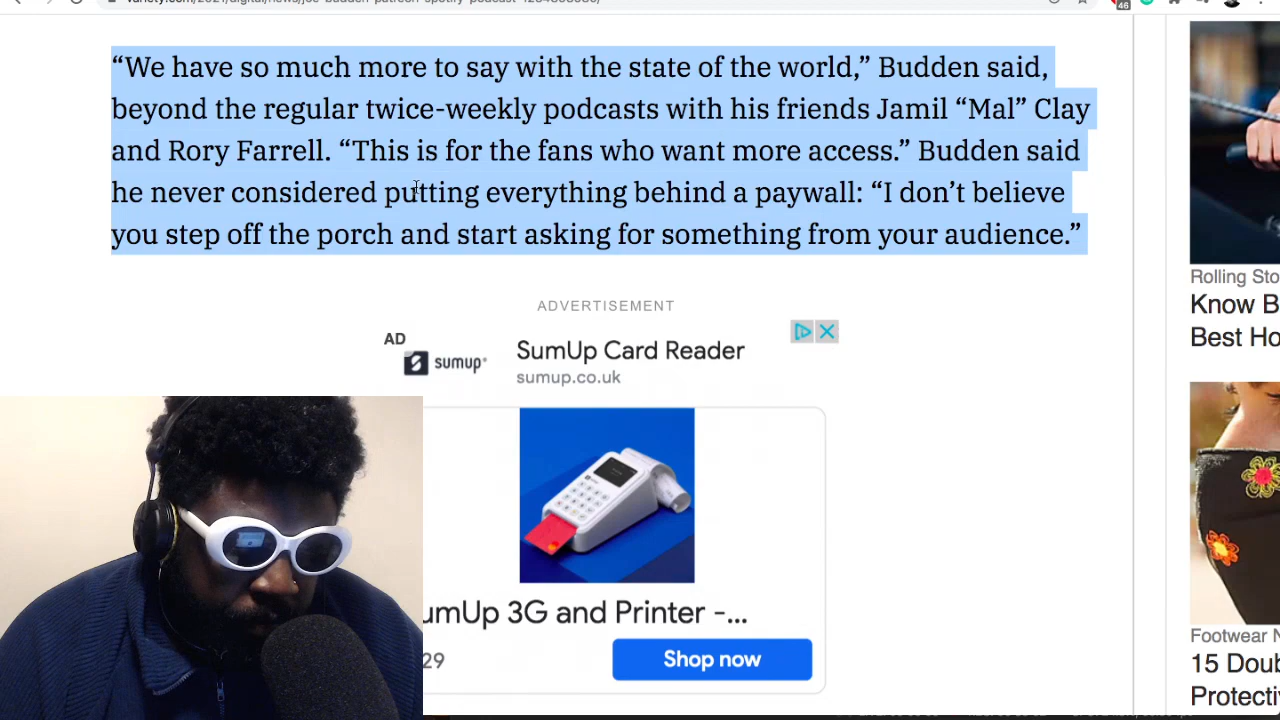 46
“We have so much more to say with the state of the world,” Budden said,
beyond the regular twice-weekly podcasts with his friends Jamil “Mal” Clay
and Rory Farrell. “This is for the fans who want more access.” Budden said
he never considered putting everything behind a paywall: “I don’t believe
you step off the porch and start asking for something from your audience.”
ADVERTISEMENT
AD
sumup®
SumUp Card Reader
sumup.co.uk
umUp 3G and Printer -...
29
Shop now
Rolling Sto
Know B
Best Ho
Footwear N
15 Doub
Protectiv